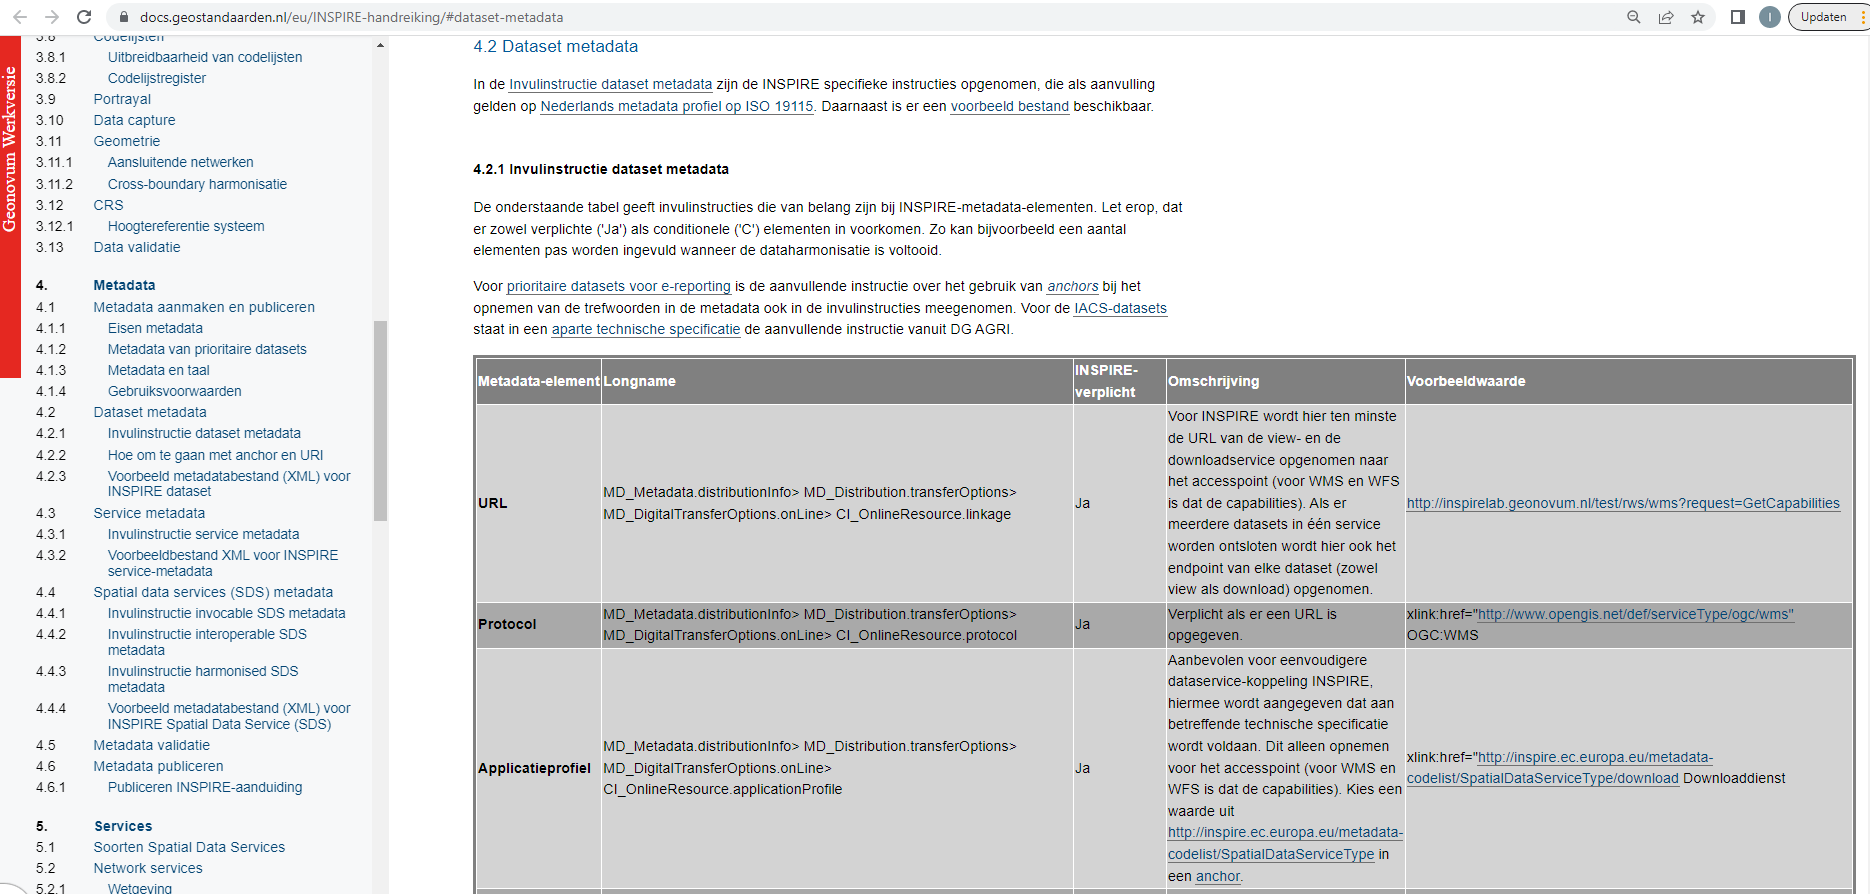 docs.geostandaarden.nl/eu/INSPIRE-handreiking/#dataset-metadata
I
Updaten
Geonovum Werkversie
3.8 Codelijsten
3.8.1 Uitbreidbaarheid van codelijsten
3.8.2 Codelijstregister
3.9 Portrayal
3.10 Data capture
3.11 Geometrie
3.11.1 Aansluitende netwerken
3.11.2 Cross-boundary harmonisatie
3.12 CRS
3.12.1 Hoogtereferentie systeem
3.13 Data validatie
4. Metadata
4.1 Metadata aanmaken en publiceren
4.1.1 Eisen metadata
4.1.2 Metadata van prioritaire datasets
4.1.3 Metadata en taal
4.1.4 Gebruiksvoorwaarden
4.2 Dataset metadata
4.2.1 Invulinstructie dataset metadata
4.2.2 Hoe om te gaan met anchor en URI
4.2.3 Voorbeeld metadatabestand (XML) voor
INSPIRE dataset
4.3 Service metadata
4.3.1 Invulinstructie service metadata
4.3.2 Voorbeeldbestand XML voor INSPIRE
service-metadata
4.4 Spatial data services (SDS) metadata
4.4.1 Invulinstructie invocable SDS metadata
4.4.2 Invulinstructie interoperable SDS
metadata
4.4.3 Invulinstructie harmonised SDS
metadata
4.4.4 Voorbeeld metadatabestand (XML) voor
INSPIRE Spatial Data Service (SDS)
4.5 Metadata validatie
4.6 Metadata publiceren
4.6.1 Publiceren INSPIRE-aanduiding
5. Services
5.1 Soorten Spatial Data Services
5.2 Network services
5.2.1 Wetgeving
4.2 Dataset metadata
In de Invulinstructie dataset metadata zijn de INSPIRE specifieke instructies opgenomen, die als aanvulling
gelden op Nederlands metadata profiel op ISO 19115. Daarnaast is er een voorbeeld bestand beschikbaar.
4.2.1 Invulinstructie dataset metadata
De onderstaande tabel geeft invulinstructies die van belang zijn bij INSPIRE-metadata-elementen. Let erop, dat
er zowel verplichte ('Ja') als conditionele ('C') elementen in voorkomen. Zo kan bijvoorbeeld een aantal
elementen pas worden ingevuld wanneer de dataharmonisatie is voltooid.
Voor prioritaire datasets voor e-reporting is de aanvullende instructie over het gebruik van anchors bij het
opnemen van de trefwoorden in de metadata ook in de invulinstructies meegenomen. Voor de IACS-datasets
staat in een aparte technische specificatie de aanvullende instructie vanuit DG AGRI.
Metadata-element Longname INSPIRE-
verplicht Omschrijving Voorbeeldwaarde
URL
MD_Metadata.distributionInfo> MD_Distribution.transferOptions>
MD_DigitalTransferOptions.onLine> CI_OnlineResource.linkage
Ja
Voor INSPIRE wordt hier ten minste
de URL van de view- en de
downloadservice opgenomen naar
het accesspoint (voor WMS en WFS
is dat de capabilities). Als er
meerdere datasets in één service
worden ontsloten wordt hier ook het
endpoint van elke dataset (zowel
view als download) opgenomen.
http://inspirelab.geonovum.nl/test/rws/wms?request=GetCapabilities
Protocol
MD_Metadata.distributionInfo> MD_Distribution.transferOptions>
MD_DigitalTransferOptions.onLine> CI_OnlineResource.protocol
Ja
Verplicht als er een URL is
opgegeven.
xlink:href="http://www.opengis.net/def/serviceType/ogc/wms"
OGC:WMS
Applicatieprofiel
MD_Metadata.distributionInfo> MD_Distribution.transferOptions>
MD_DigitalTransferOptions.onLine>
CI_OnlineResource.applicationProfile
Ja
Aanbevolen voor eenvoudigere
dataservice-koppeling INSPIRE,
hiermee wordt aangegeven dat aan
betreffende technische specificatie
wordt voldaan. Dit alleen opnemen
voor het accesspoint (voor WMS en
WFS is dat de capabilities). Kies een
waarde uit
http://inspire.ec.europa.eu/metadata-
codelist/SpatialDataServiceType in
een anchor.
xlink:href="http://inspire.ec.europa.eu/metadata-
codelist/SpatialDataServiceType/download Downloaddienst